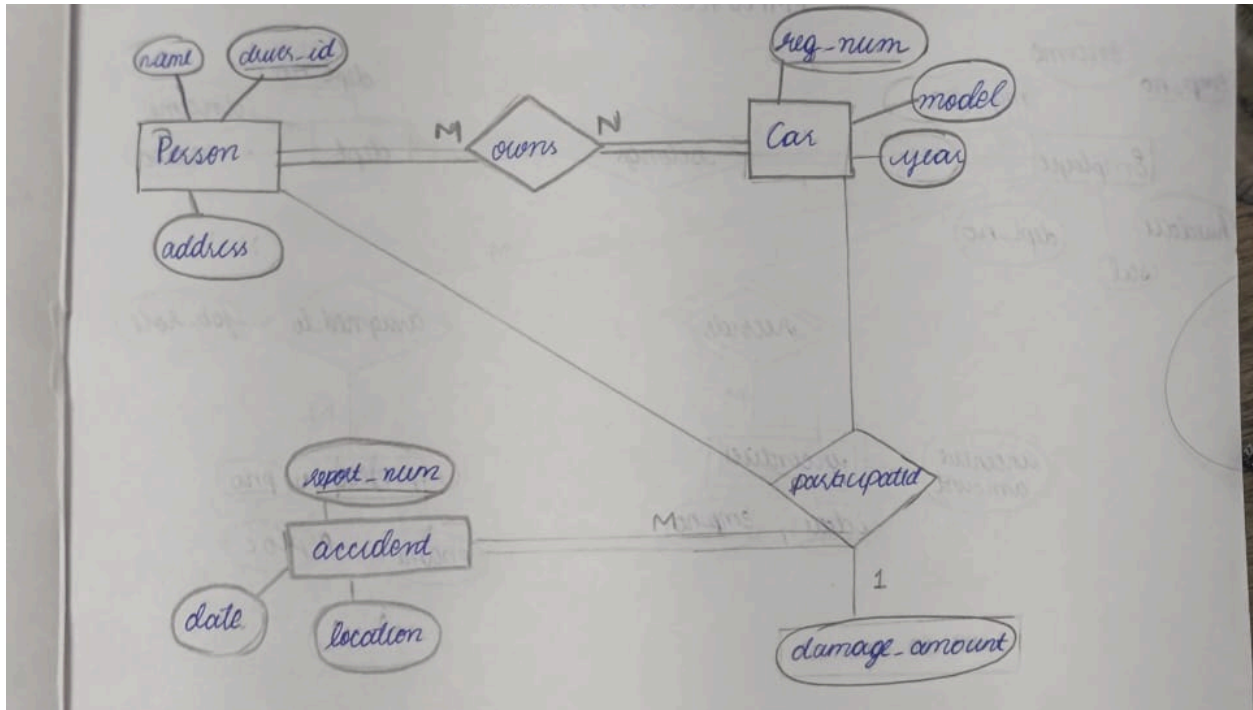 name
driver_id
reg_num
model
year
Person
M
owns
N
Car
address
participated
report_num
accident
M
date
location
1
damage_amount